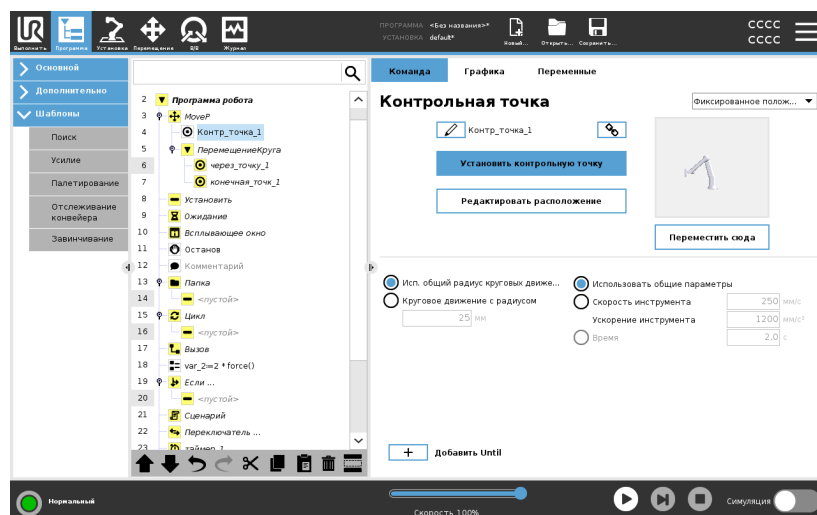 ПРОГРАММА <Без названия>*
УСТАНОВКА default*
CCCC
CCCC
Выполнить Программа Установка Перемещение В/В Журнал
Новый... Открыть... Сохранить...
Основной
Дополнительно
Шаблоны
Поиск
Усилие
Палетирование
Отслеживание
конвейера
Завинчивание
2 Программа робота
3 MoveP
4 Контр_точка_1
5 ПеремещениеКруга
6 через_точку_1
7 конечная_точк_1
8 Установить
9 Ожидание
10 Всплывающее окно
11 Останов
12 Комментарий
13 Папка
14 <пустой>
15 Цикл
16 <пустой>
17 Вызов
18 var_2≔2 * force()
19 Если ...
20 <пустой>
21 Сценарий
22 Переключатель ...
23 таймер_1
Команда Графика Переменные
Контрольная точка
Фиксированное полож...
Контр_точка_1
Установить контрольную точку
Редактировать расположение
Переместить сюда
Исп. общий радиус круговых движе...
Круговое движение с радиусом
25 мм
Использовать общие параметры
Скорость инструмента 250 мм/с
Ускорение инструмента 1200 мм/с²
Время 2,0 с
+ Добавить Until
Нормальный
Скорость 100%
Симуляция